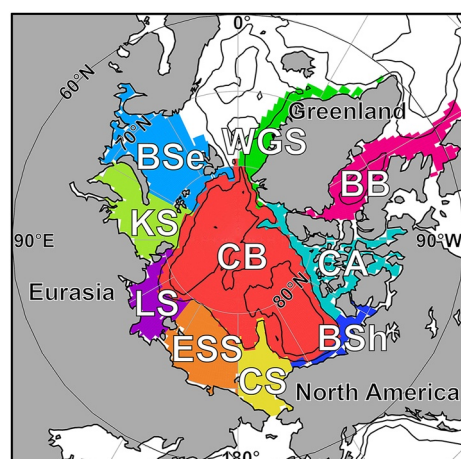 0°
60°N
70°N
Greenland
WGS
BSe
BB
KS
90°E
CB
CA
90°W
Eurasia
LS
80°N
ESS
BSh
CS
North America
180°